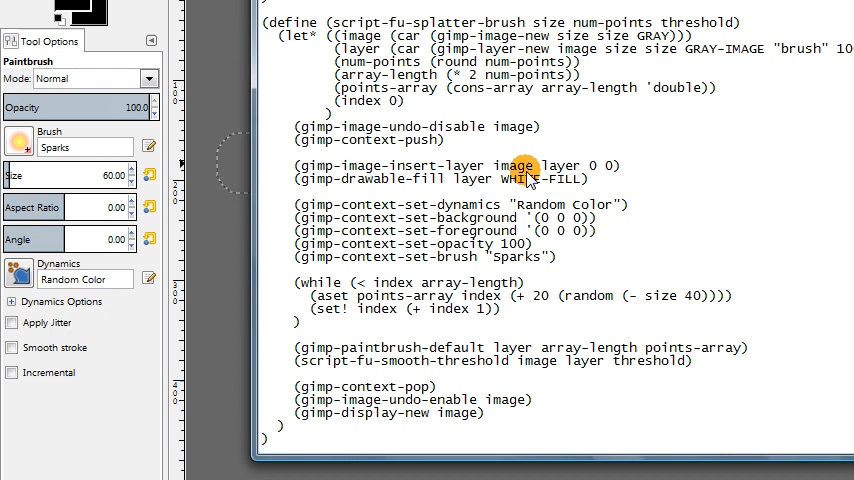 Tool Options
Paintbrush
Mode: Normal
Opacity 100.0
Brush
Sparks
Size 60.00
Aspect Ratio 0.00
Angle 0.00
Dynamics
Random Color
Dynamics Options
Apply Jitter
Smooth stroke
Incremental
100
200
300
400
(define (script-fu-splatter-brush size num-points threshold)
(let* ((image (car (gimp-image-new size size GRAY)))
(layer (car (gimp-layer-new image size size GRAY-IMAGE "brush" 10
(num-points (round num-points))
(array-length (* 2 num-points))
(points-array (cons-array array-length 'double))
(index 0)
)
(gimp-image-undo-disable image)
(gimp-context-push)
(gimp-image-insert-layer image layer 0 0)
(gimp-drawable-fill layer WHITE-FILL)
(gimp-context-set-dynamics "Random Color")
(gimp-context-set-background '(0 0 0))
(gimp-context-set-foreground '(0 0 0))
(gimp-context-set-opacity 100)
(gimp-context-set-brush "Sparks")
(while (< index array-length)
(aset points-array index (+ 20 (random (- size 40))))
(set! index (+ index 1))
)
(gimp-paintbrush-default layer array-length points-array)
(script-fu-smooth-threshold image layer threshold)
(gimp-context-pop)
(gimp-image-undo-enable image)
(gimp-display-new image)
)
)